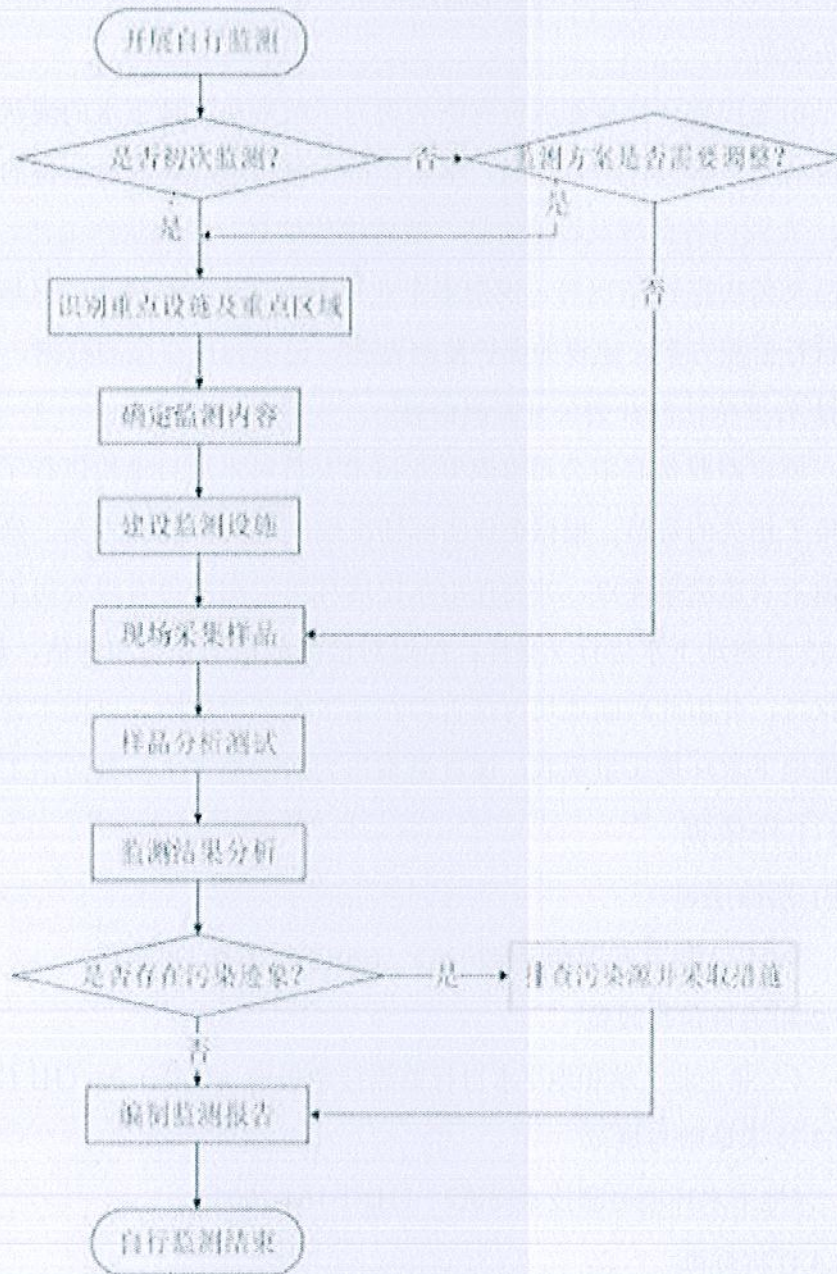 开展自行监测
是否初次监测?
否
监测方案是否需要调整?
是
是
识别重点设施及重点区域
否
确定监测内容
建设监测设施
现场采集样品
样品分析测试
监测结果分析
是否存在污染迹象?
是
排查污染源并采取措施
否
编制监测报告
自行监测结束